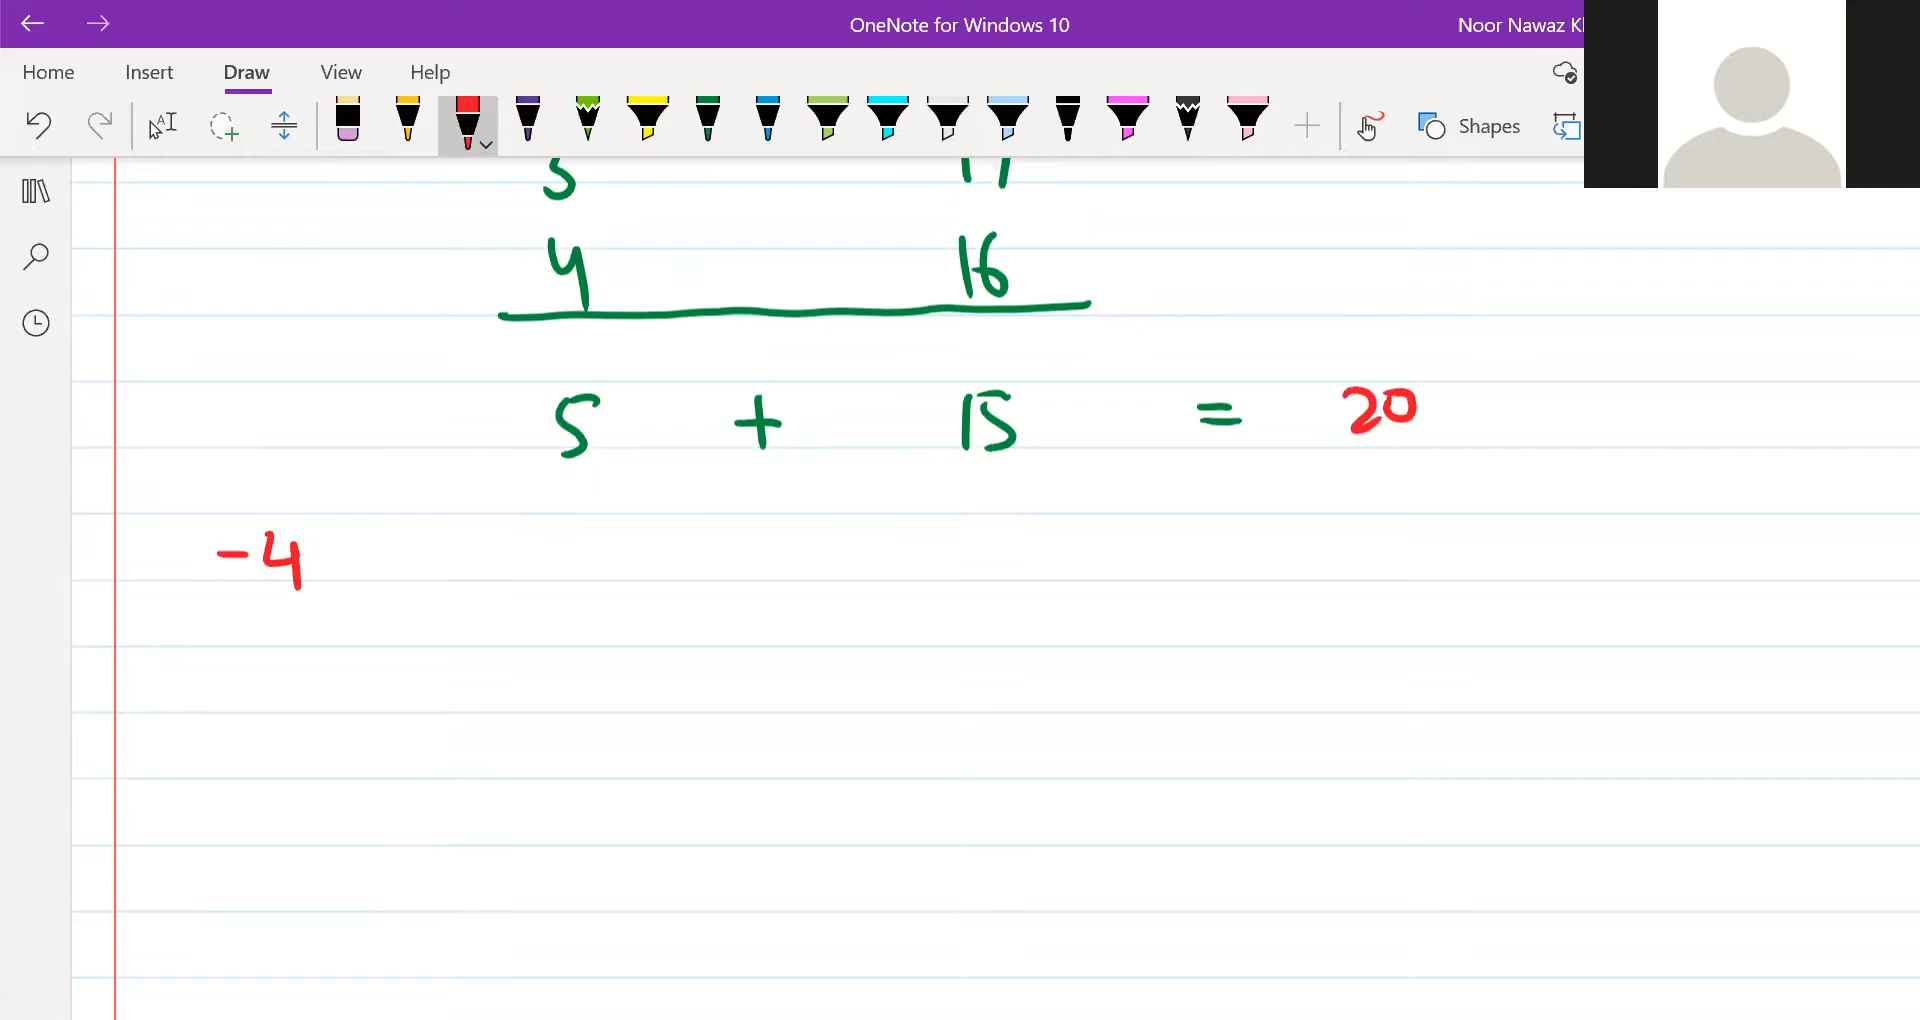 OneNote for Windows 10 Noor Nawaz
Home Insert Draw View Help
Shapes
4 16
5 + 15 = 20
-4